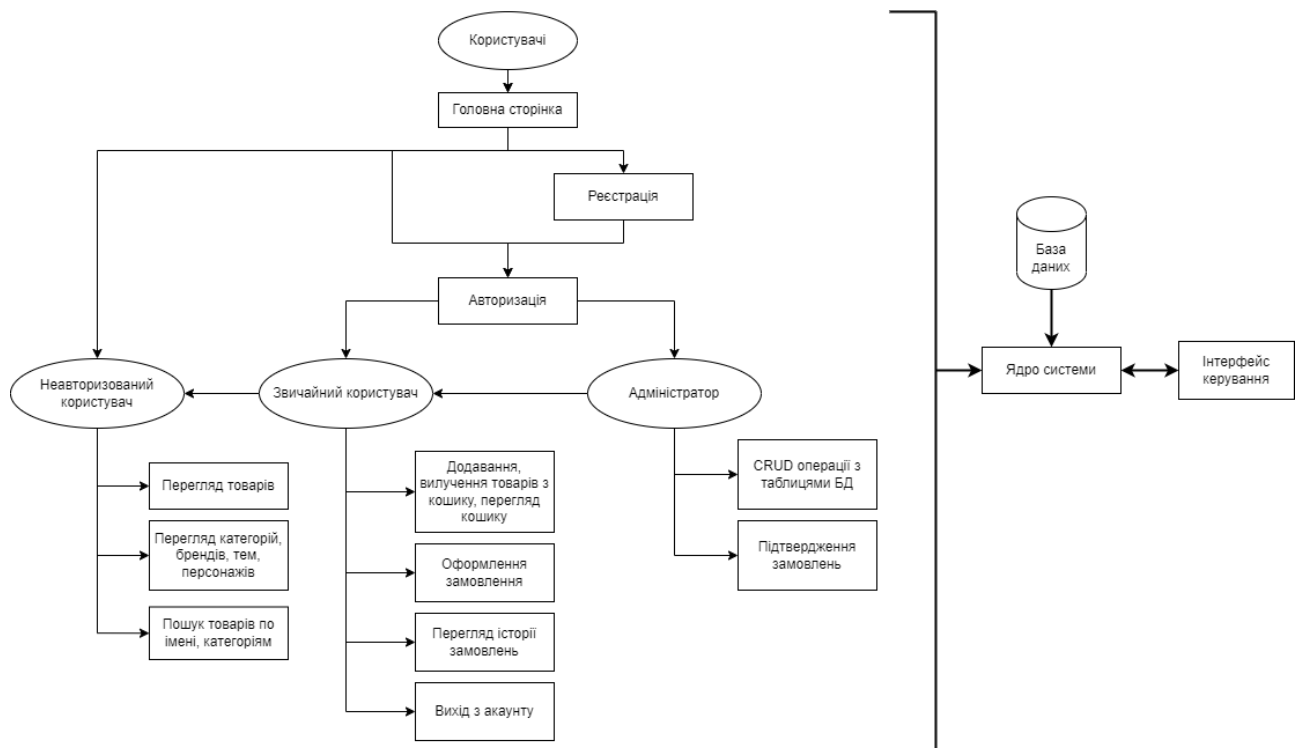 Користувачі
Головна сторінка
Реєстрація
Авторизація
База
даних
Ядро системи
Інтерфейс
керування
Неавторизований
користувач
Звичайний користувач
Адміністратор
Перегляд товарів
Перегляд категорій,
брендів, тем,
персонажів
Пошук товарів по
імені, категоріям
Додавання,
вилучення товарів з
кошику, перегляд
кошику
Оформлення
замовлення
Перегляд історії
замовлень
Вихід з акаунту
CRUD операції з
таблицями БД
Підтвердження
замовлень